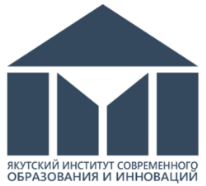 ЯКУТСКИЙ ИНСТИТУТ СОВРЕМЕННОГО
ОБРАЗОВАНИЯ И ИННОВАЦИЙ